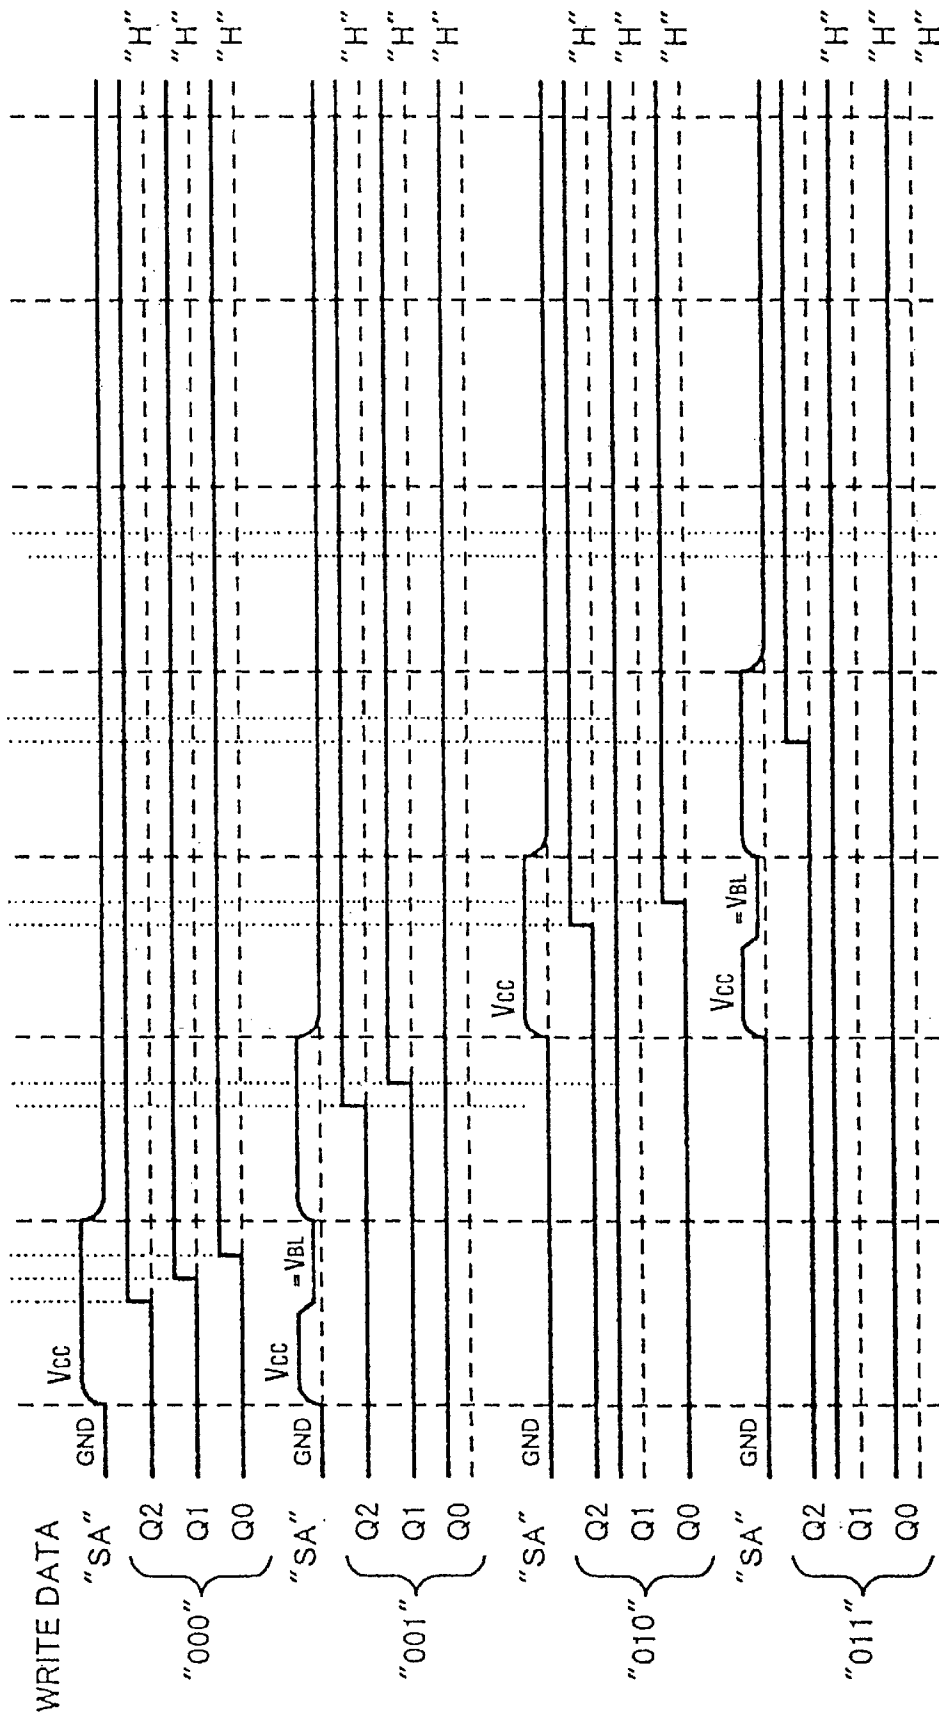 WRITE DATA
"SA" GND Vcc
"000"
Q2 "H"
Q1 "H"
Q0 "H"
"SA" GND Vcc =VBL
"001"
Q2 "H"
Q1 "H"
Q0 "H"
"SA" GND Vcc
"010"
Q2 "H"
Q1 "H"
Q0 "H"
"SA" GND Vcc =VBL
"011"
Q2 "H"
Q1 "H"
Q0 "H"